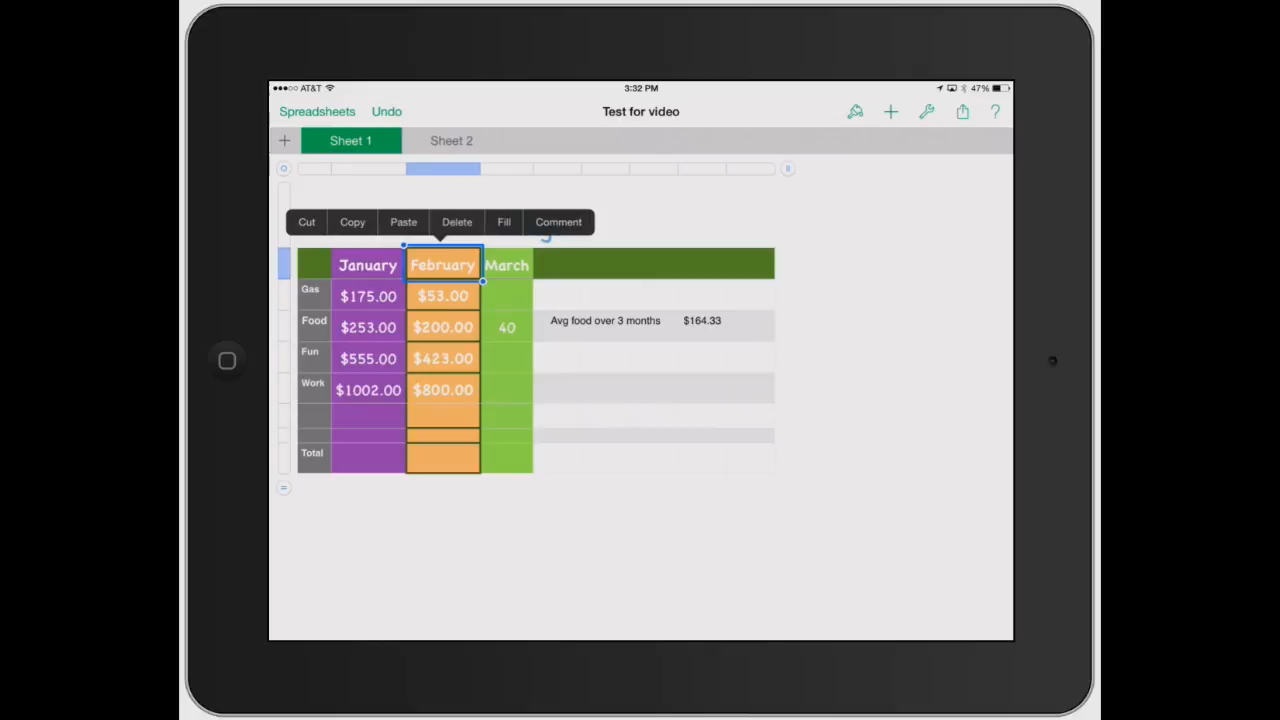 AT&T 3:32 PM 47%
Spreadsheets Undo Test for video ?
+ Sheet 1 Sheet 2
Cut Copy Paste Delete Fill Comment
January February March
Gas $175.00 $53.00
Food $253.00 $200.00 40 Avg food over 3 months $164.33
Fun $555.00 $423.00
Work $1002.00 $800.00
Total